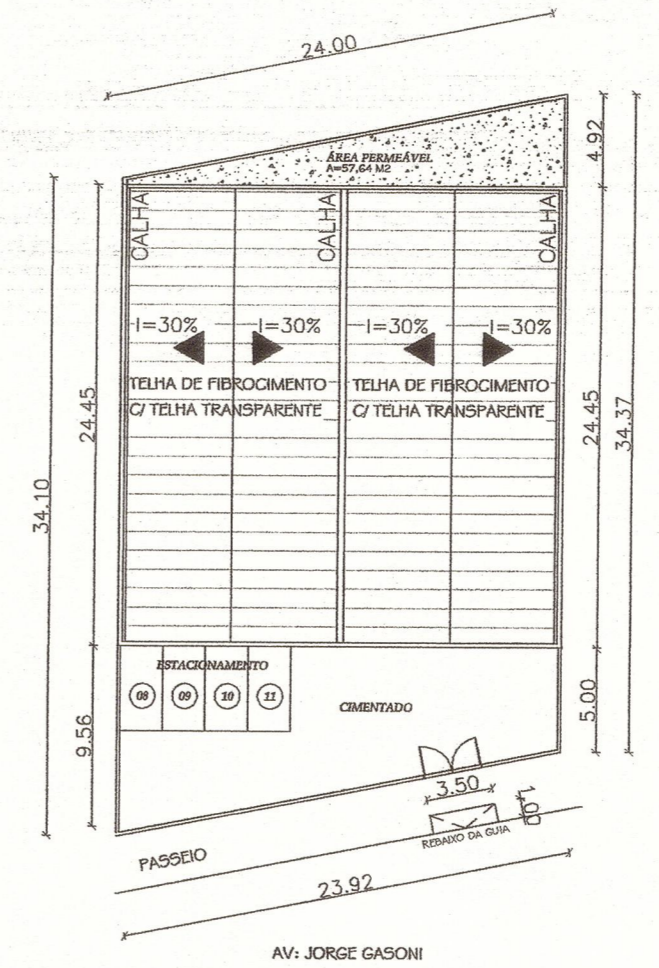 24.00
ÁREA PERMEÁVEL
A=57,64 M2
4.92
CALHA
CALHA
CALHA
I=30%
I=30%
I=30%
I=30%
TELHA DE FIBROCIMENTO
C/ TELHA TRANSPARENTE
TELHA DE FIBROCIMENTO
C/ TELHA TRANSPARENTE
24.45
34.10
24.45
34.37
ESTACIONAMENTO
08
09
10
11
CIMENTADO
5.00
9.56
3.50
1.00
REBAIXO DA GUIA
PASSEIO
23.92
AV: JORGE GASONI